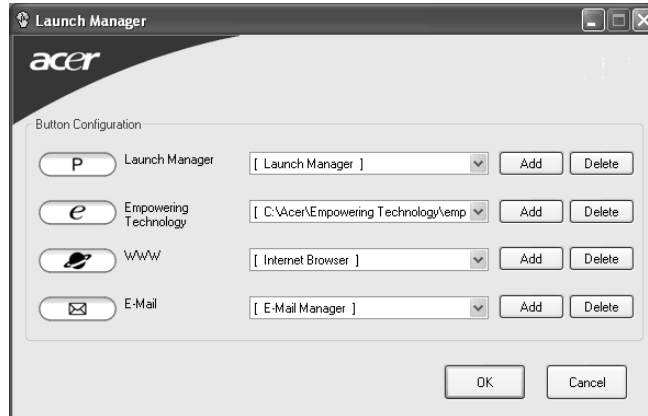 Launch Manager
acer
Button Configuration
P Launch Manager [ Launch Manager ] Add Delete
e Empowering Technology [ C:\Acer\Empowering Technology\emp Add Delete
WWW [ Internet Browser ] Add Delete
E-Mail [ E-Mail Manager ] Add Delete
OK Cancel